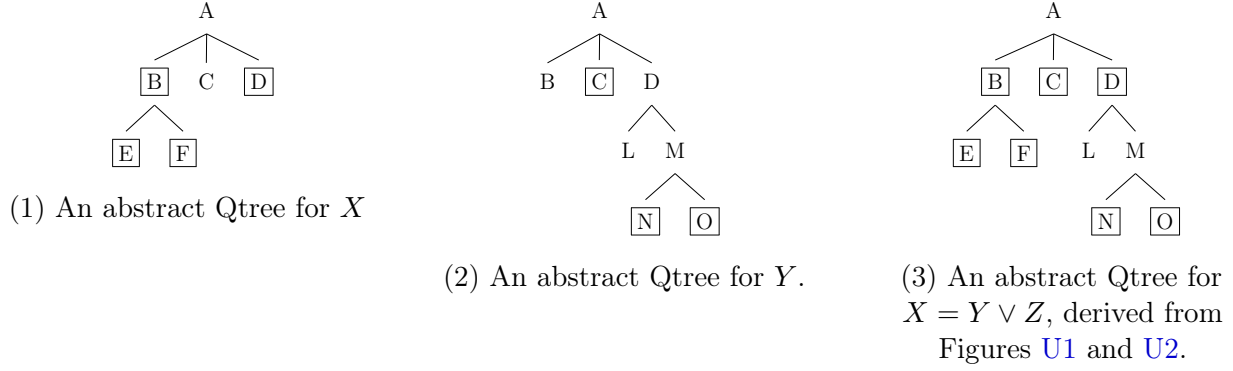 A A A
B C D B C D B C D
E F L M E F L M
(1) An abstract Qtree for X
N O N O
(2) An abstract Qtree for Y.
(3) An abstract Qtree for
X = Y ∨ Z, derived from
Figures U1 and U2.